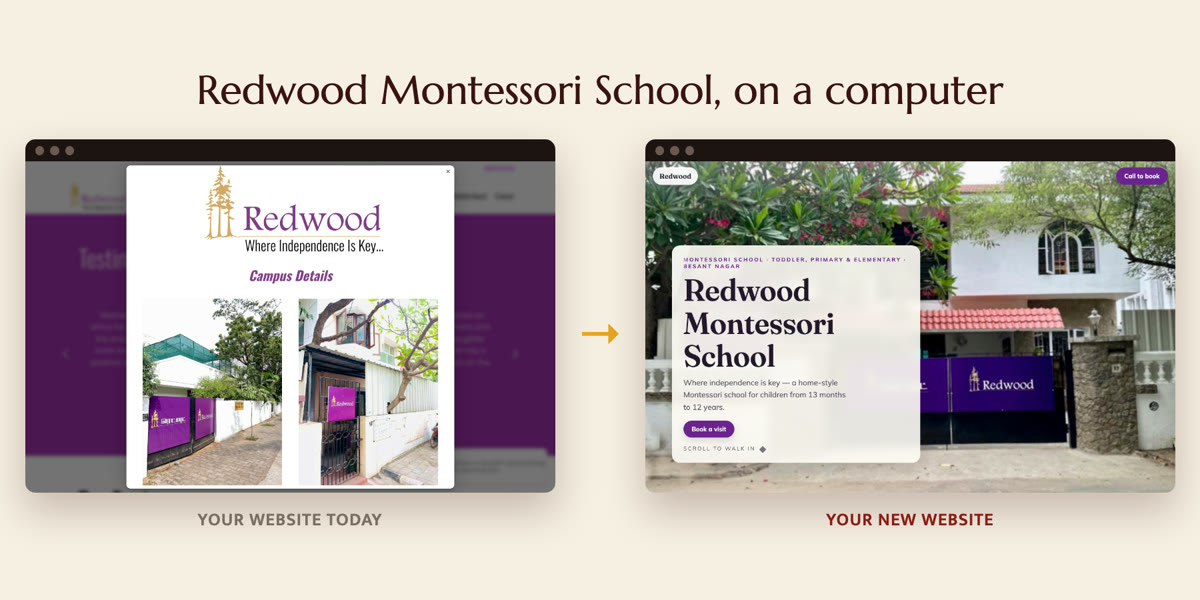 Redwood Montessori School, on a computer
Redwood
Where Independence Is Key...
Campus Details
Redwood
Redwood
Call to book
MONTESSORI SCHOOL · TODDLER, PRIMARY & ELEMENTARY ·
BESANT NAGAR
Redwood
Montessori
School
Where independence is key — a home-style
Montessori school for children from 13 months
to 12 years.
Book a visit
SCROLL TO WALK IN
Redwood
YOUR WEBSITE TODAY
YOUR NEW WEBSITE